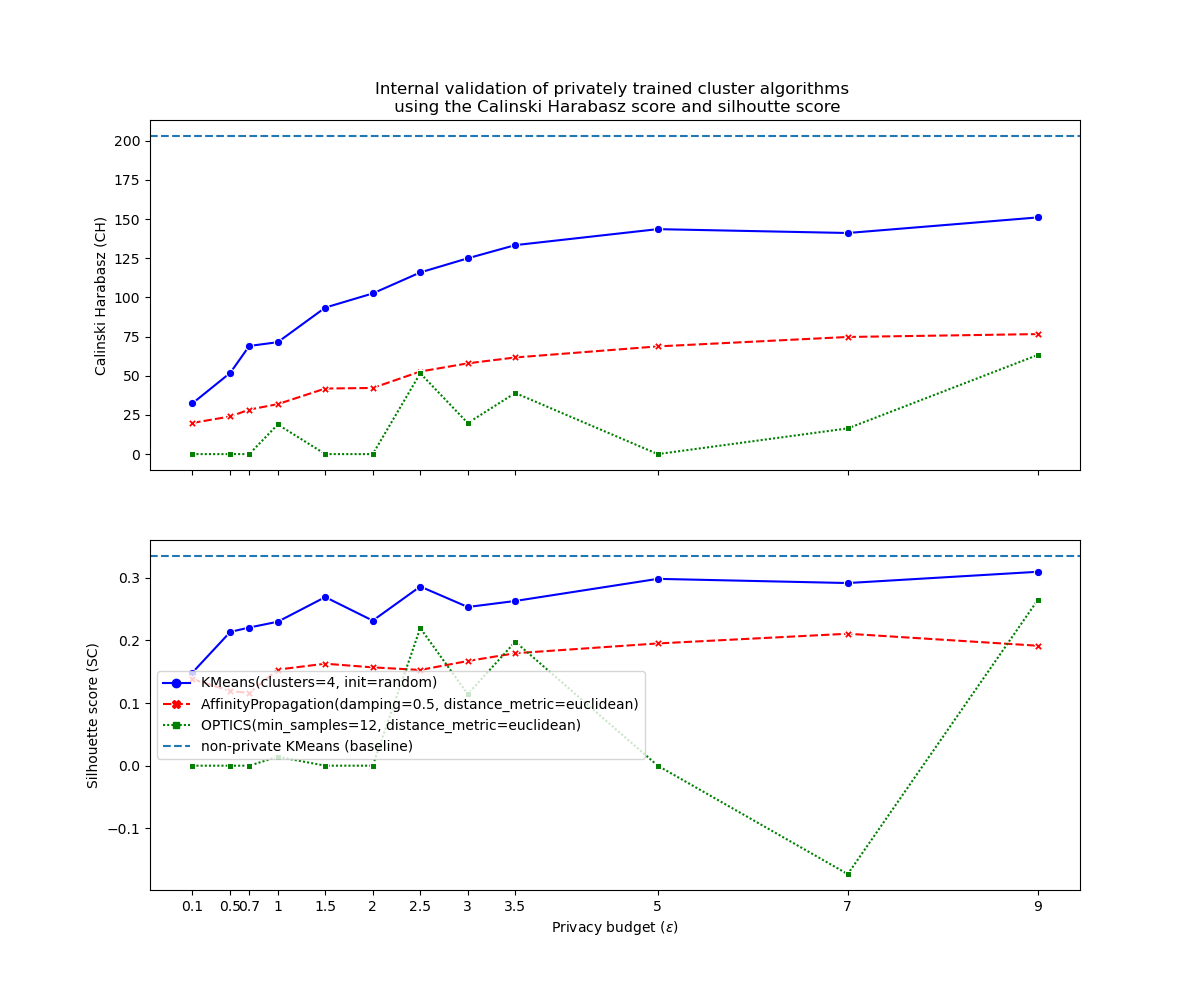 Internal validation of privately trained cluster algorithms
using the Calinski Harabasz score and silhoutte score
200
175
150
125
100
75
50
25
0
Calinski Harabasz (CH)
0.3
0.2
0.1
0.0
−0.1
Silhouette score (SC)
KMeans(clusters=4, init=random)
AffinityPropagation(damping=0.5, distance_metric=euclidean)
OPTICS(min_samples=12, distance_metric=euclidean)
non-private KMeans (baseline)
0.1 0.5 0.7 1 1.5 2 2.5 3 3.5 5 7 9
Privacy budget (ε)